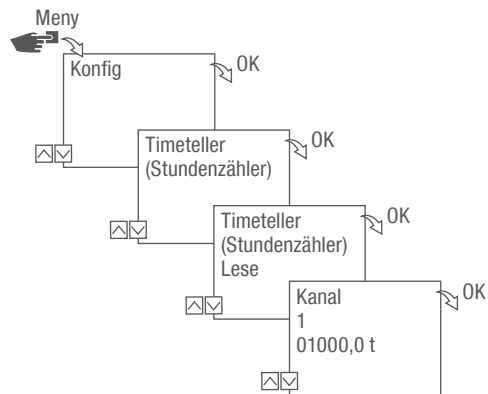 Meny
Konfig
OK
Timeteller
(Stundenzähler)
OK
Timeteller
(Stundenzähler)
Lese
OK
Kanal
1
01000,0 t
OK